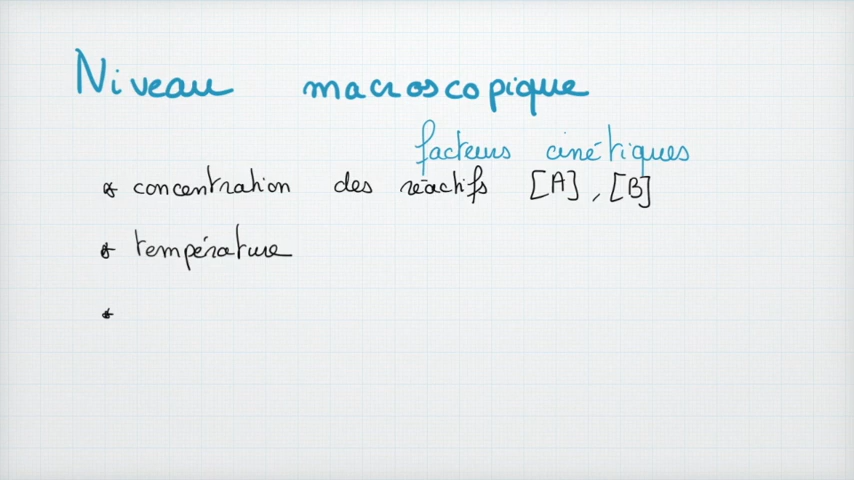 Niveau macroscopique
facteurs cinétiques
* concentration des réactifs [A], [B]
* température
*